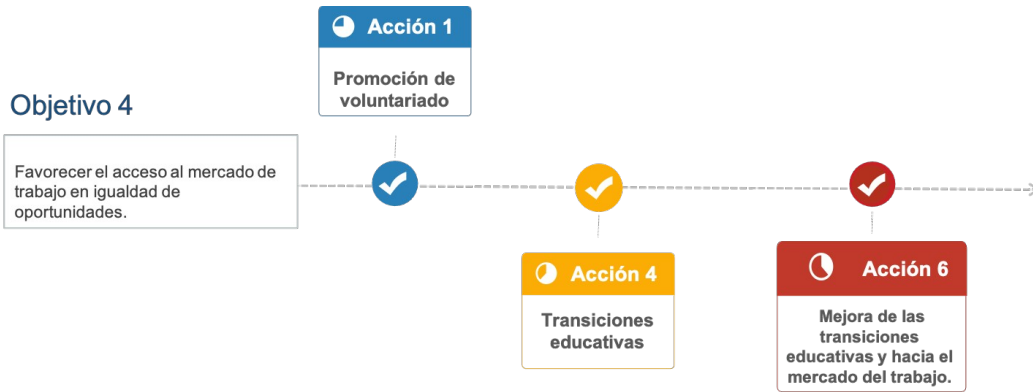 Acción 1
Promoción de
voluntariado
Objetivo 4
Favorecer el acceso al mercado de
trabajo en igualdad de
oportunidades.
Acción 4
Transiciones
educativas
Acción 6
Mejora de las
transiciones
educativas y hacia el
mercado del trabajo.